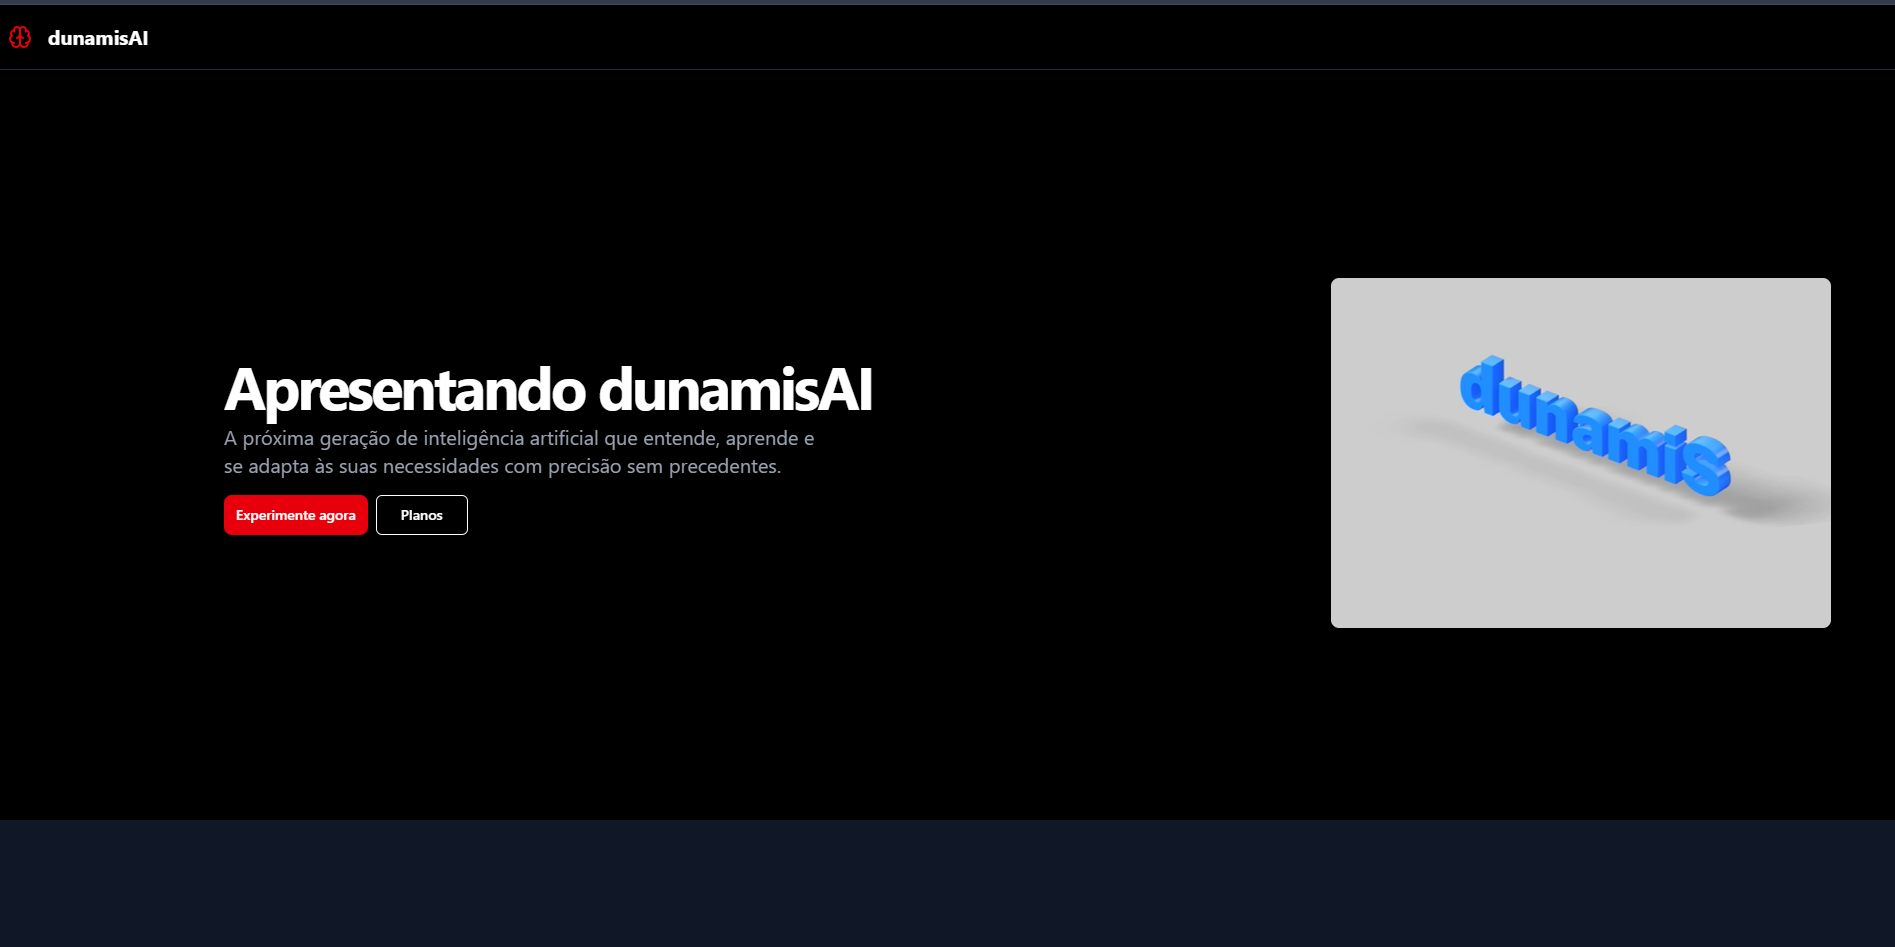 dunamisAI
Apresentando dunamisAI
A próxima geração de inteligência artificial que entende, aprende e
se adapta às suas necessidades com precisão sem precedentes.
Experimente agora
Planos
dunamis